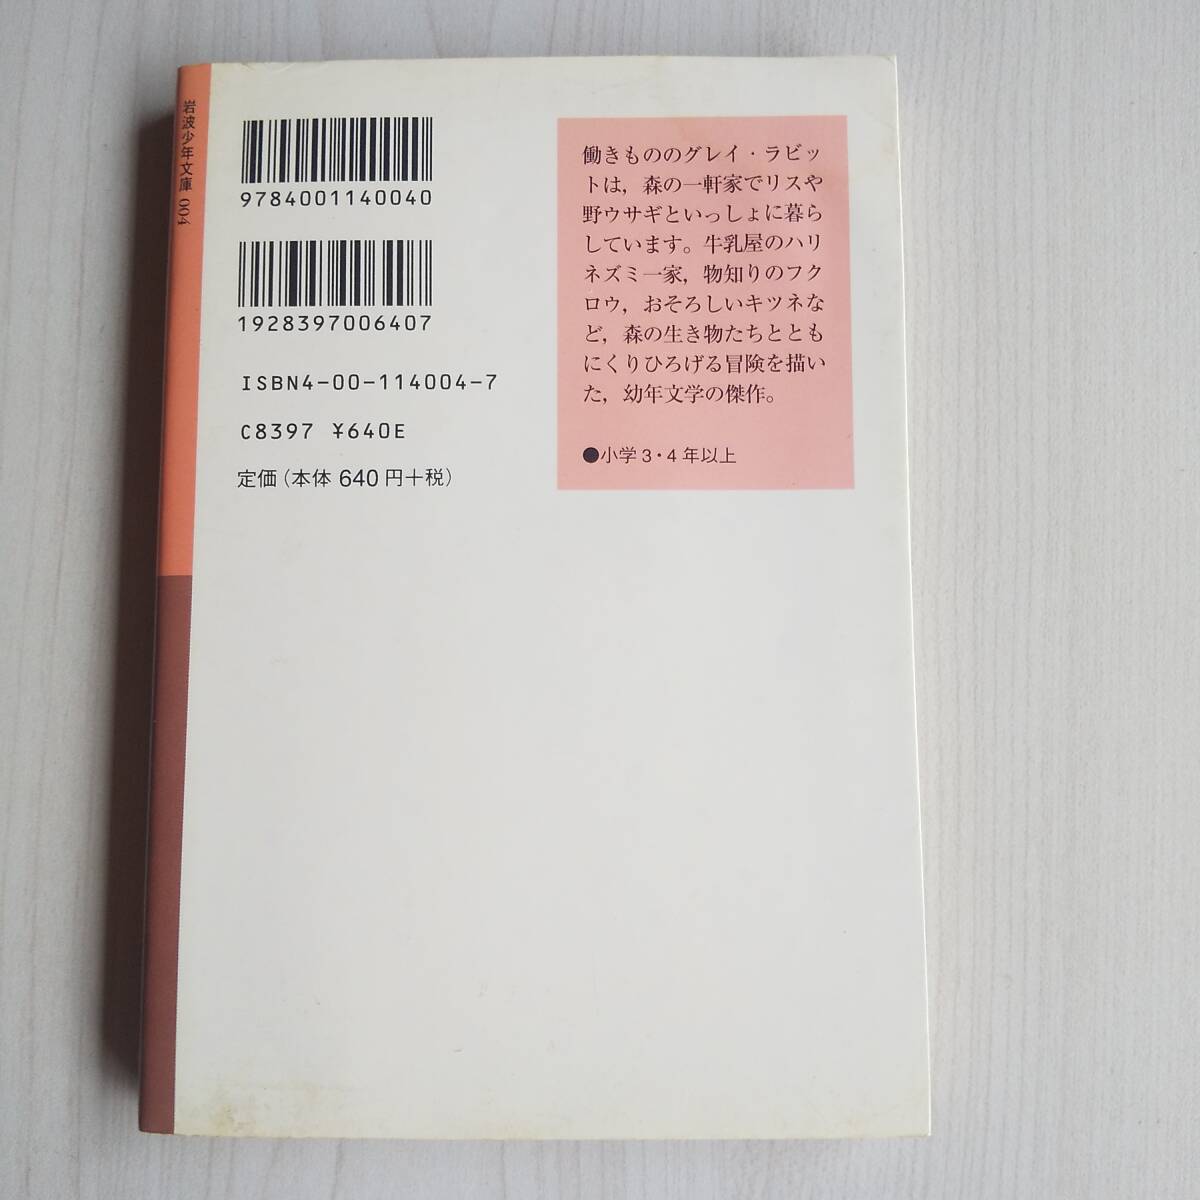 岩波少年文庫 004
9784001140040
1928397006407
ISBN4-00-114004-7
C8397 ¥640E
定価(本体 640 円+税)
働きもののグレイ・ラビッ
トは，森の一軒家でリスや
野ウサギといっしょに暮ら
しています。牛乳屋のハリ
ネズミ一家，物知りのフク
ロウ，おそろしいキツネな
ど，森の生き物たちととも
にくりひろげる冒険を描い
た，幼年文学の傑作。
●小学 3・4 年以上